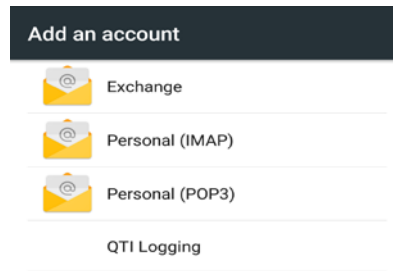 Add an account
@ Exchange
@ Personal (IMAP)
@ Personal (POP3)
QTI Logging